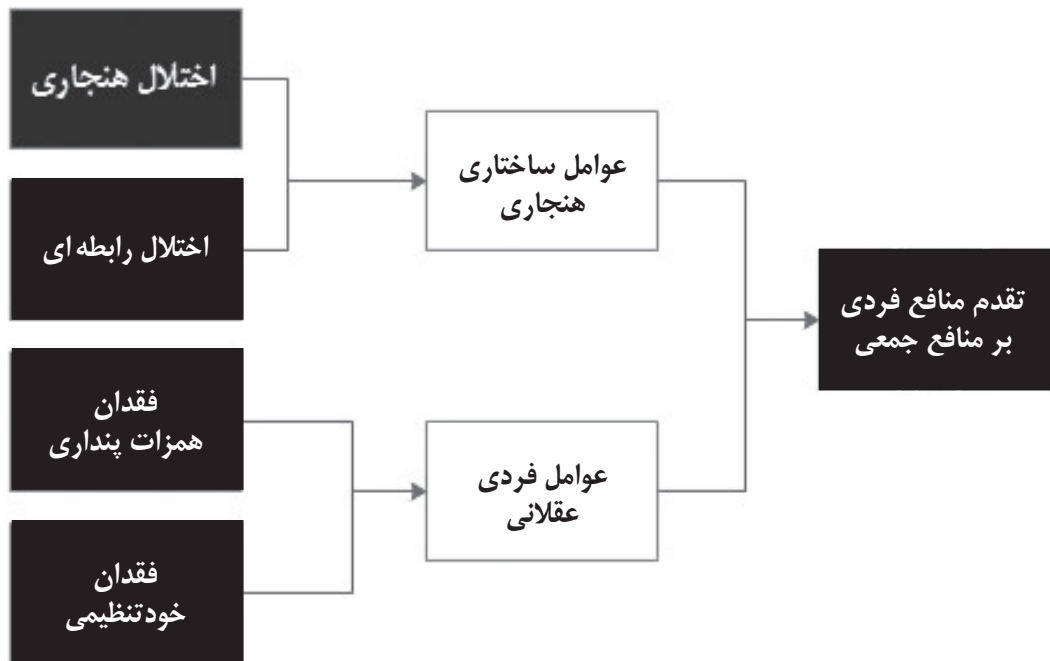 اختلال هنجاری
عوامل ساختاری
هنجاری
اختلال رابطه ای
تقدم منافع فردی
بر منافع جمعی
فقدان
همزات پنداری
عوامل فردی
عقلانی
فقدان
خودتنظیمی